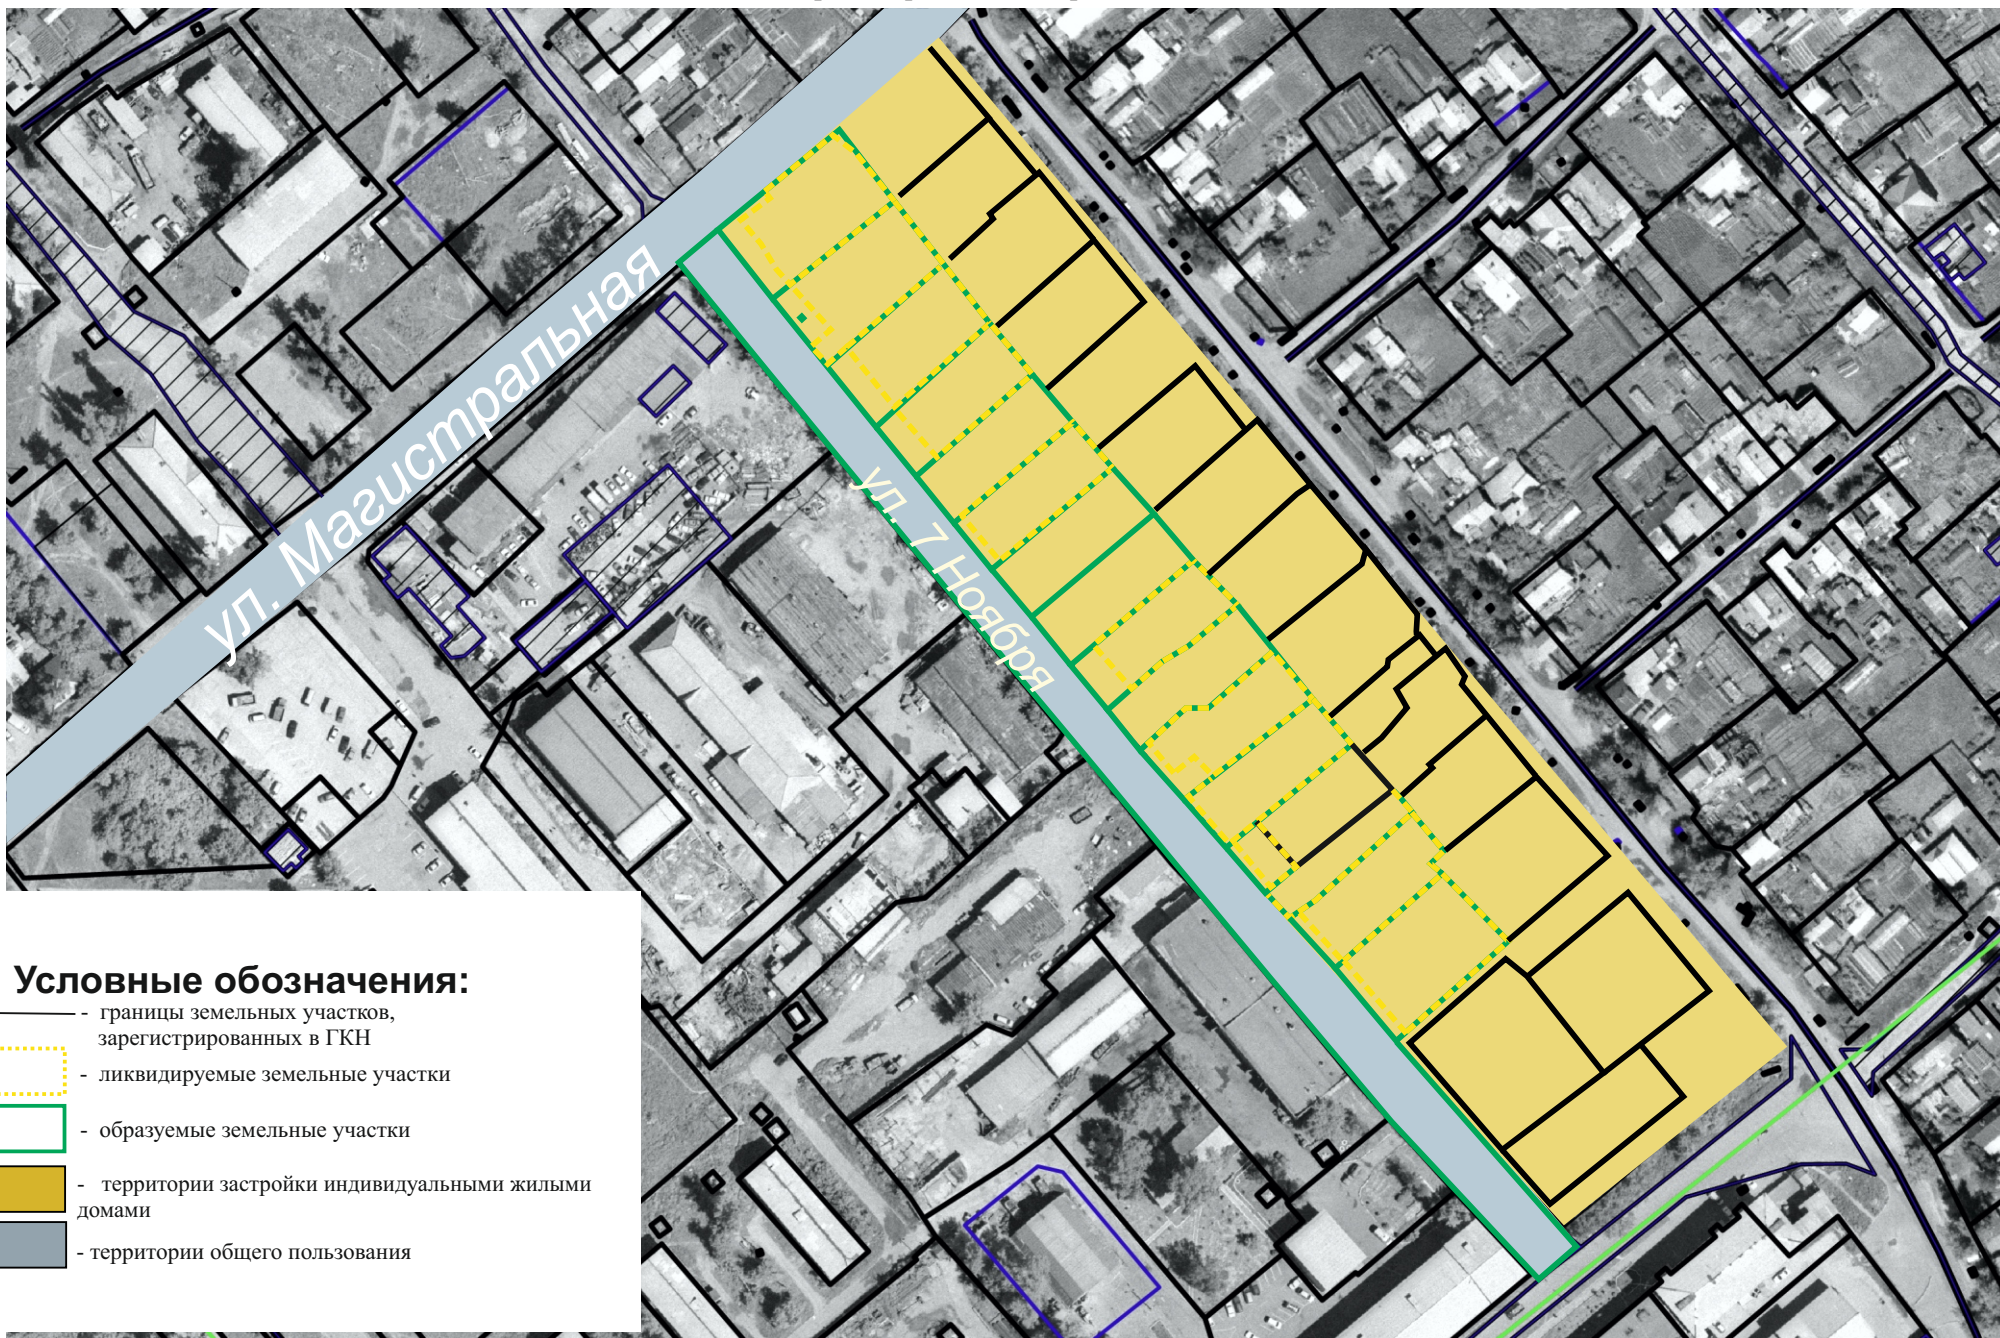 ул. Магистральная
ул. 7 Ноября
Условные обозначения:
- границы земельных участков,
зарегистрированных в ГКН
- ликвидируемые земельные участки
- образуемые земельные участки
- территории застройки индивидуальными жилыми
домами
- территории общего пользования